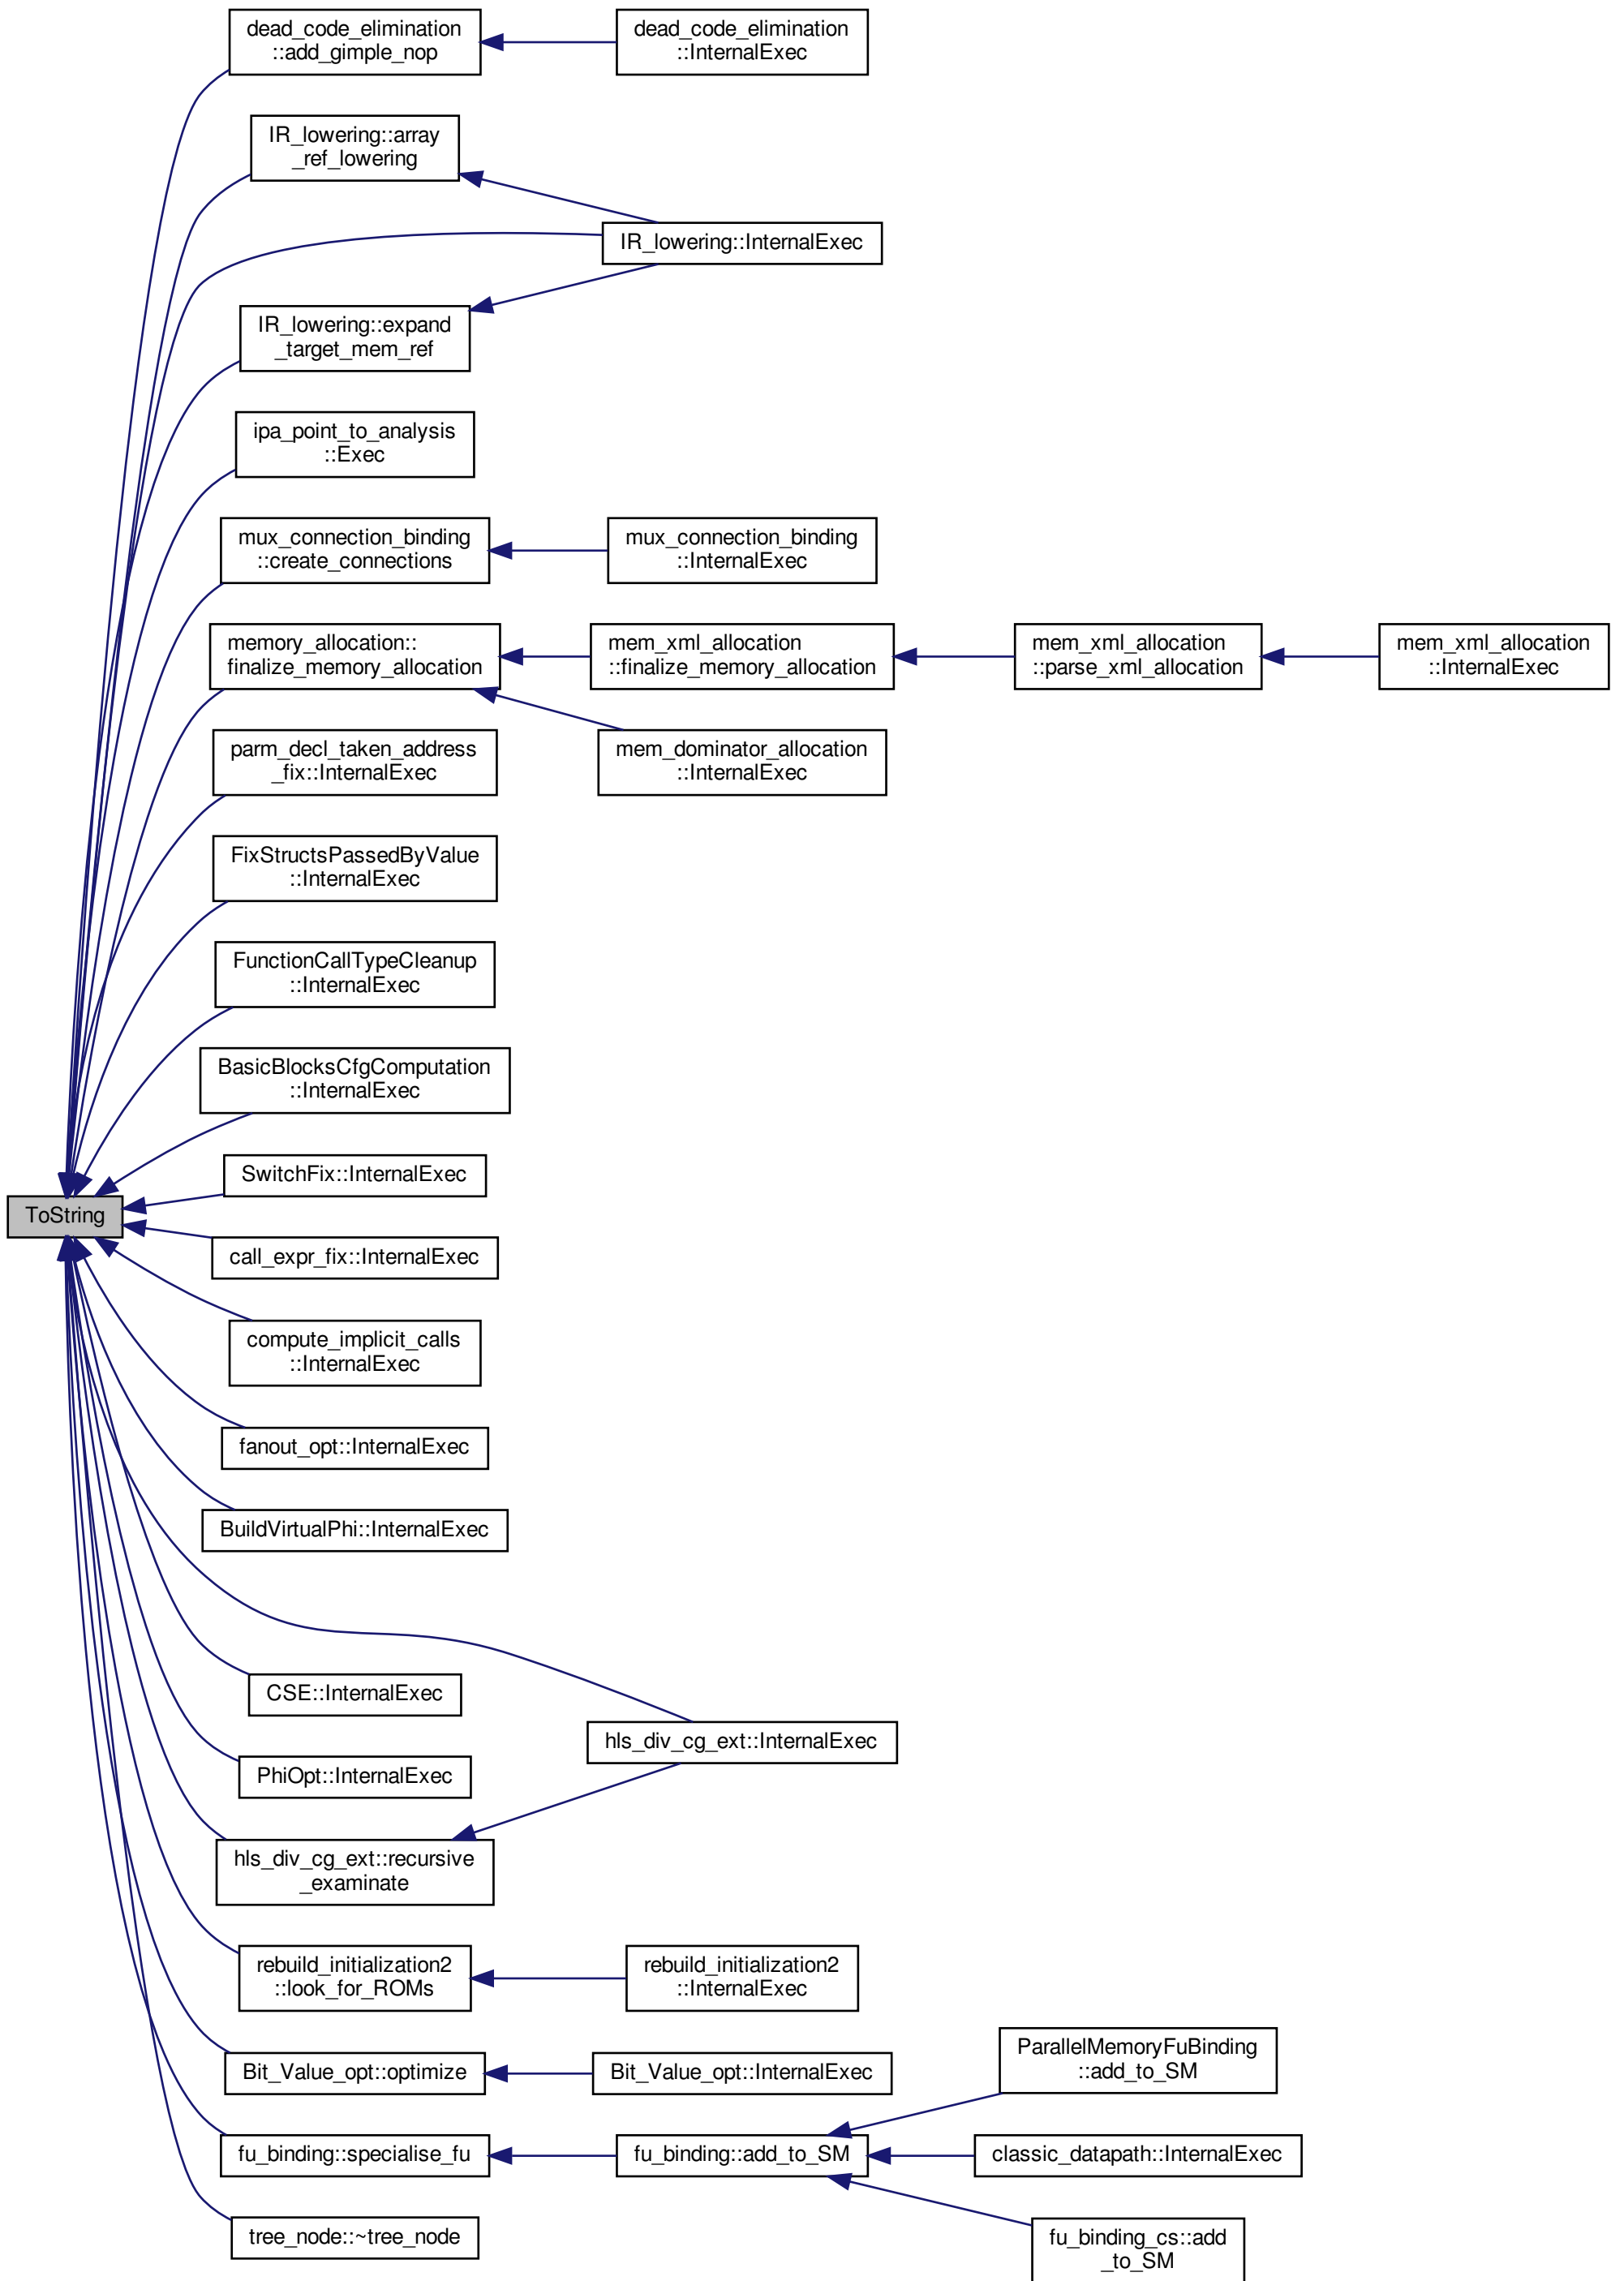 dead_code_elimination
::add_gimple_nop
dead_code_elimination
::InternalExec
IR_lowering::array
_ref_lowering
IR_lowering::InternalExec
IR_lowering::expand
_target_mem_ref
ipa_point_to_analysis
::Exec
mux_connection_binding
::create_connections
mux_connection_binding
::InternalExec
memory_allocation::
finalize_memory_allocation
mem_xml_allocation
::finalize_memory_allocation
mem_xml_allocation
::parse_xml_allocation
mem_xml_allocation
::InternalExec
parm_decl_taken_address
_fix::InternalExec
mem_dominator_allocation
::InternalExec
FixStructsPassedByValue
::InternalExec
FunctionCallTypeCleanup
::InternalExec
BasicBlocksCfgComputation
::InternalExec
SwitchFix::InternalExec
ToString
call_expr_fix::InternalExec
compute_implicit_calls
::InternalExec
fanout_opt::InternalExec
BuildVirtualPhi::InternalExec
CSE::InternalExec
hls_div_cg_ext::InternalExec
PhiOpt::InternalExec
hls_div_cg_ext::recursive
_examinate
rebuild_initialization2
::look_for_ROMs
rebuild_initialization2
::InternalExec
Bit_Value_opt::optimize
Bit_Value_opt::InternalExec
ParallelMemoryFuBinding
::add_to_SM
fu_binding::specialise_fu
fu_binding::add_to_SM
classic_datapath::InternalExec
tree_node::~tree_node
fu_binding_cs::add
_to_SM